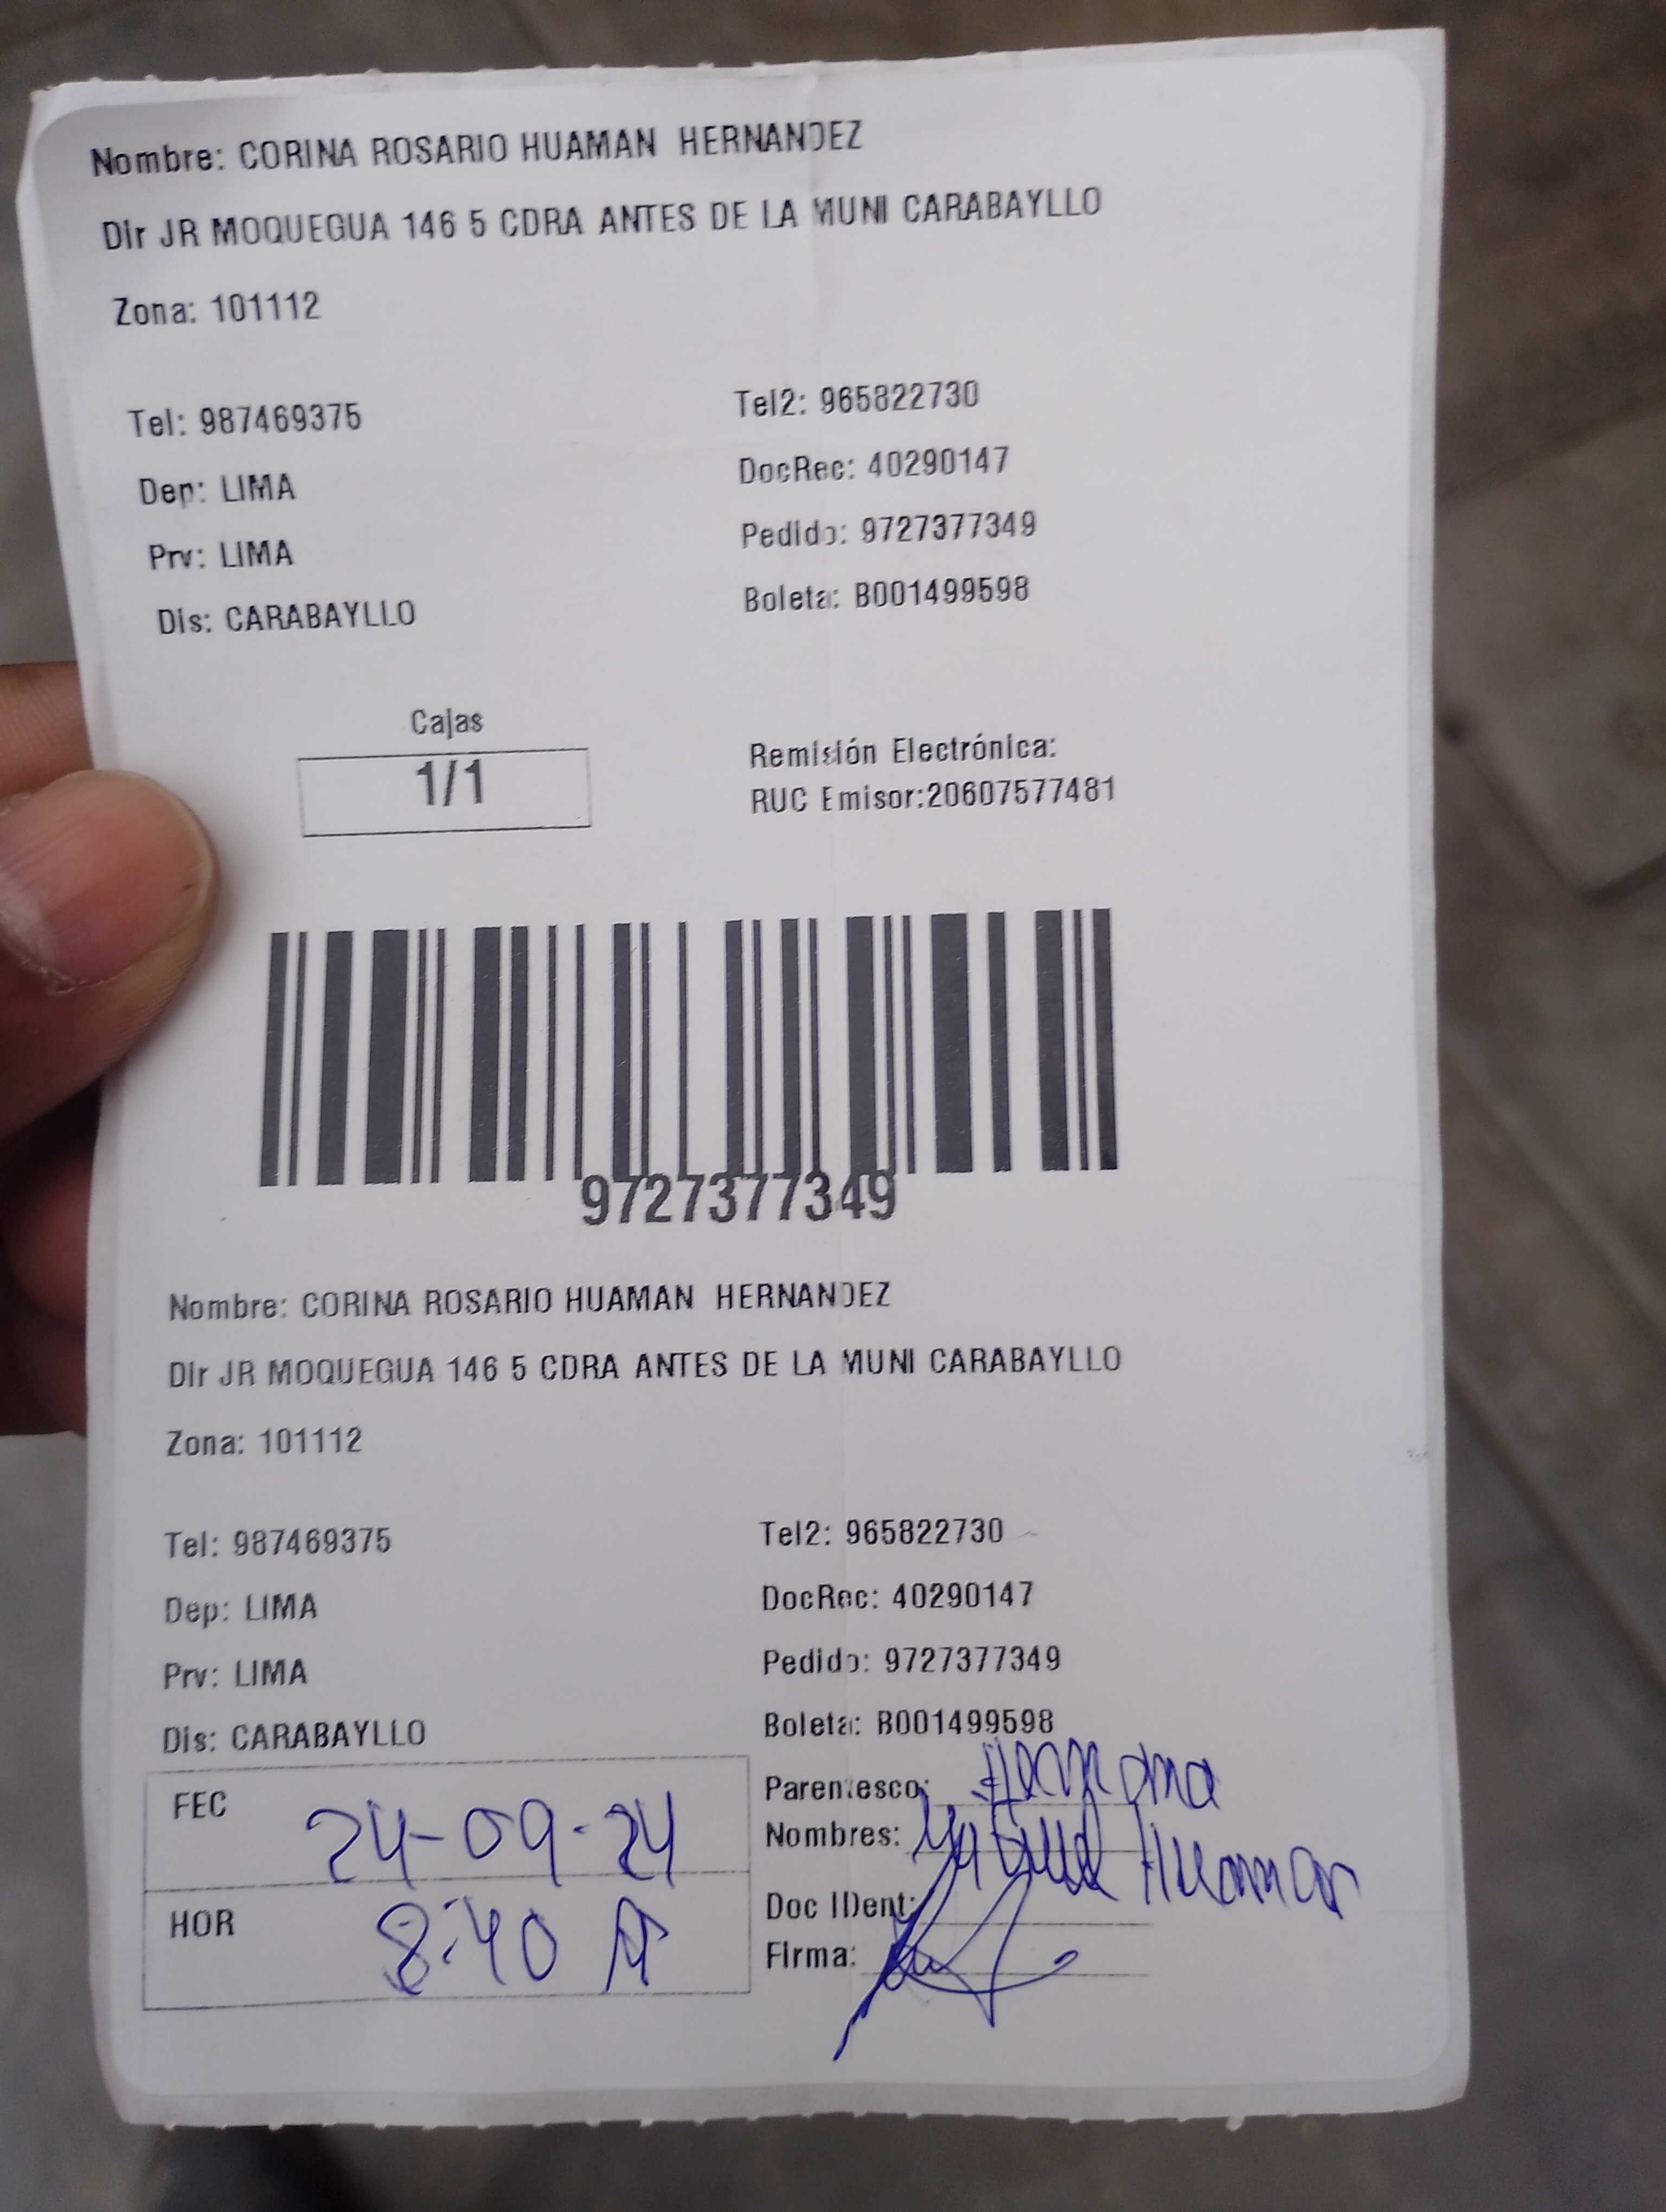 Nombre: CORINA ROSARIO HUAMAN HERNANDEZ
Dir JR MOQUEGUA 146 5 CDRA ANTES DE LA MUNI CARABAYLLO
Zona: 101112
Tel: 987469375 Tel2: 965822730
Dep: LIMA DocRec: 40290147
Prv: LIMA Pedido: 9727377349
Dis: CARABAYLLO Boleta: B001499598
Cajas
1/1
Remisión Electrónica:
RUC Emisor:20607577481
9727377349
Nombre: CORINA ROSARIO HUAMAN HERNANDEZ
Dir JR MOQUEGUA 146 5 CDRA ANTES DE LA MUNI CARABAYLLO
Zona: 101112
Tel: 987469375 Tel2: 965822730
Dep: LIMA DocRec: 40290147
Prv: LIMA Pedido: 9727377349
Dis: CARABAYLLO Boleta: B001499598
FEC 24-09-24
HOR 8:40 A
Parentesco:
Nombres: Huaman
Doc IDent:
Firma: